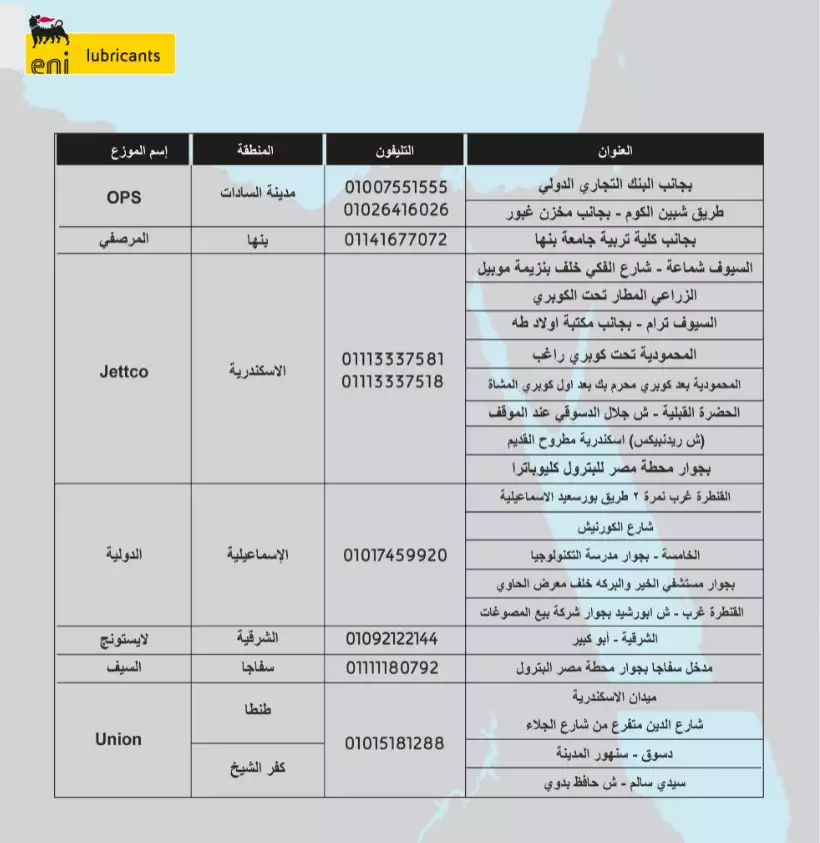 eni lubricants
إسم الموزع المنطقة التليفون العنوان
OPS مدينة السادات 01007551555 بجانب البنك التجاري الدولي
01026416026 طريق شبين الكوم - بجانب مخزن غبور
المرصفي بنها 01141677072 بجانب كلية تربية جامعة بنها
السيوف شماعة - شارع الفكي خلف بنزيمة موبيل
الزراعي المطار تحت الكوبري
السيوف ترام - بجانب مكتبة اولاد طه
01113337581 المحمودية تحت كوبري راغب
Jettco الاسكندرية
01113337518 المحمودية بعد كوبري محرم بك بعد اول كوبري المشاة
الحضرة القبلية - ش جلال الدسوقي عند الموقف
(ش ريدنبيكس) اسكندرية مطروح القديم
بجوار محطة مصر للبترول كليوباترا
القنطرة غرب نمرة ٢ طريق بورسعيد الاسماعيلية
شارع الكورنيش
الدولية الإسماعيلية 01017459920 الخامسة - بجوار مدرسة التكنولوجيا
بجوار مستشفي الخير والبركه خلف معرض الحاوي
القنطرة غرب - ش ابورشيد بجوار شركة بيع المصوغات
لايستونج الشرقية 01092122144 الشرقية - أبو كبير
السيف سفاجا 01111180792 مدخل سفاجا بجوار محطة مصر البترول
ميدان الاسكندرية
طنطا
شارع الدين متفرع من شارع الجلاء
Union 01015181288
دسوق - سنهور المدينة
كفر الشيخ
سيدي سالم - ش حافظ بدوي